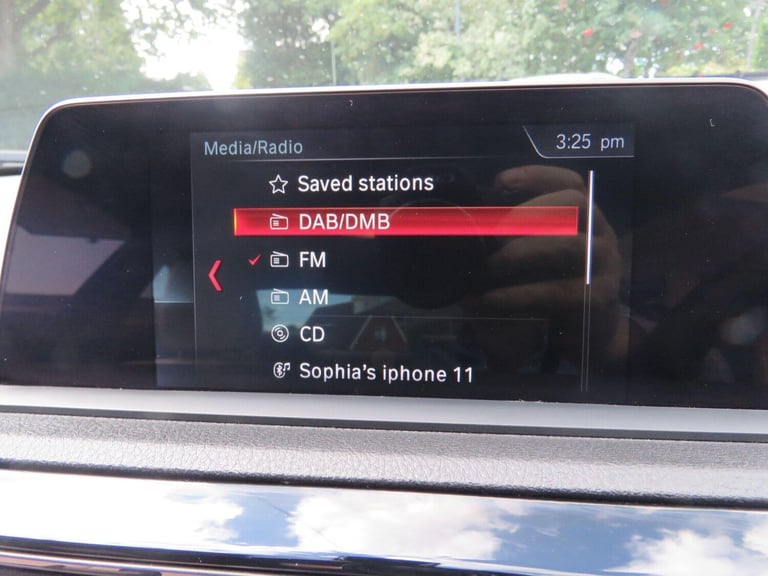 Media/Radio
3:25 pm
Saved stations
DAB/DMB
FM
AM
CD
Sophia's iphone 11